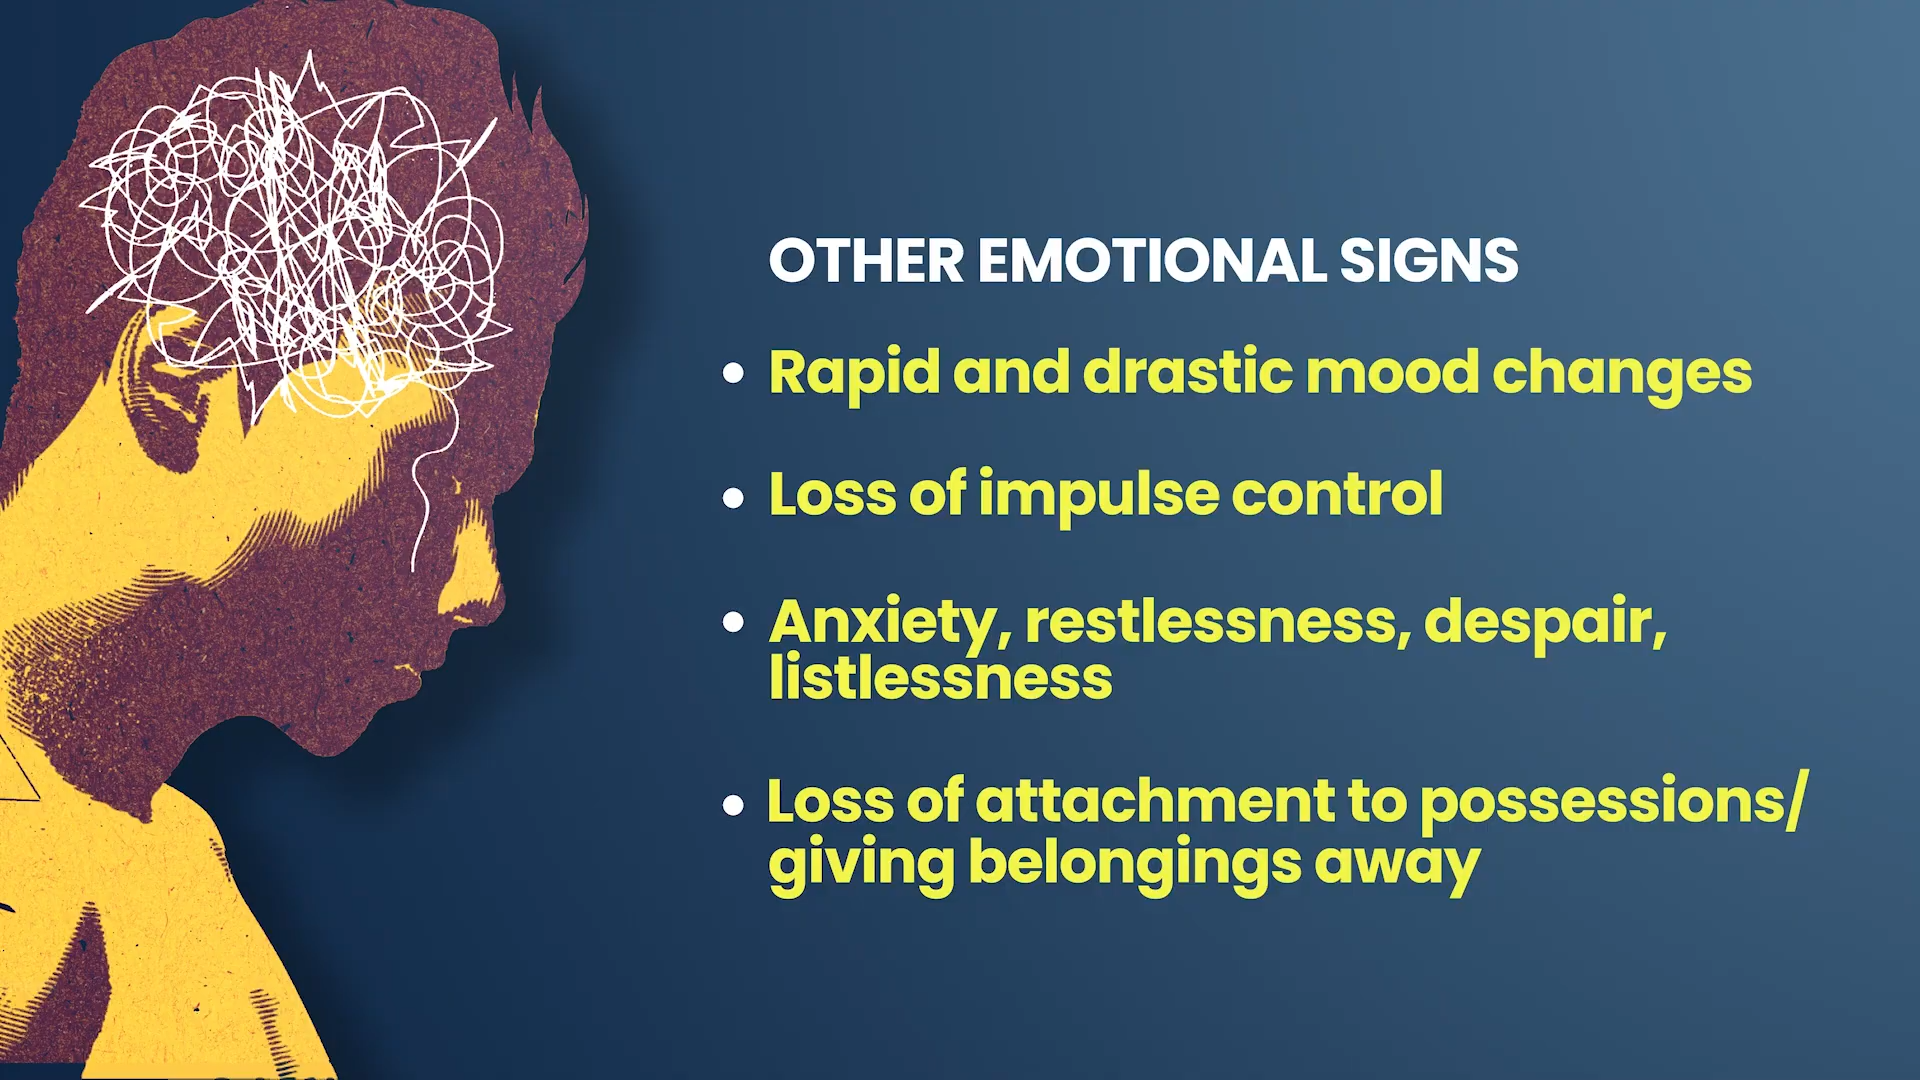 OTHER EMOTIONAL SIGNS
• Rapid and drastic mood changes
• Loss of impulse control
• Anxiety, restlessness, despair,
listlessness
• Loss of attachment to possessions/
giving belongings away